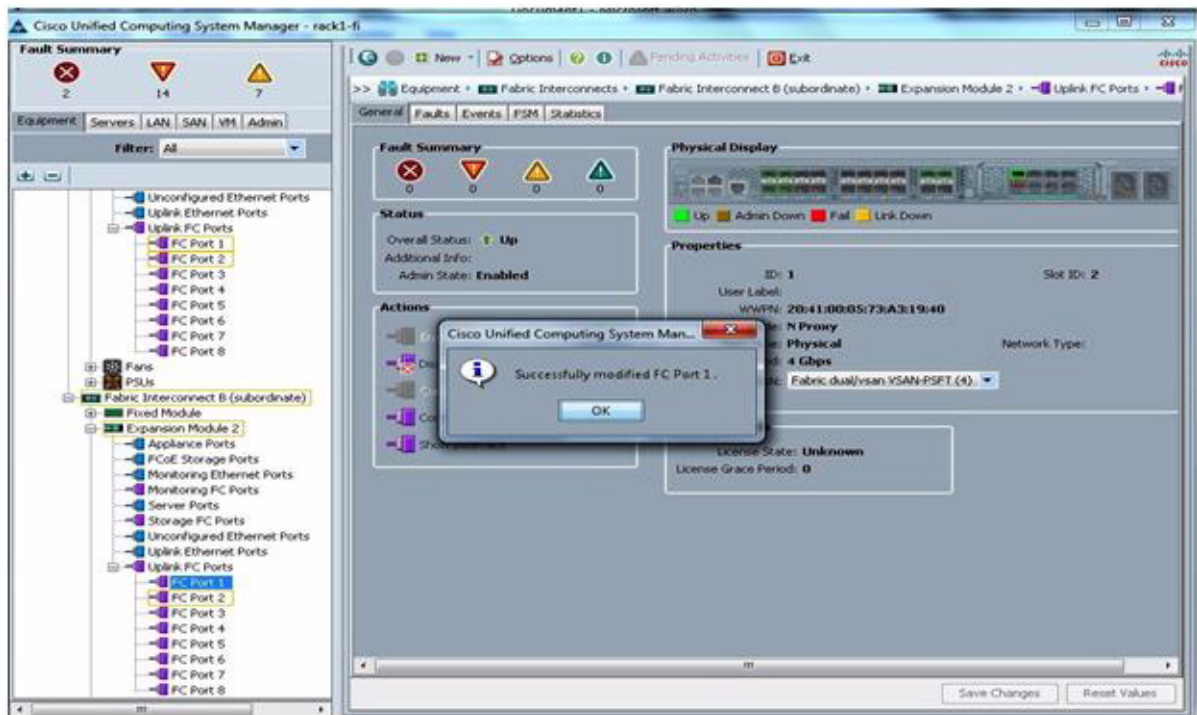 Cisco Unified Computing System Manager - rack1-fi
Fault Summary
2 14 7
Equipment Servers LAN SAN VM Admin
Filter: All
Unconfigured Ethernet Ports
Uplink Ethernet Ports
Uplink FC Ports
FC Port 1
FC Port 2
FC Port 3
FC Port 4
FC Port 5
FC Port 6
FC Port 7
FC Port 8
Fans
PSUs
Fabric Interconnect B (subordinate)
Fixed Module
Expansion Module 2
Appliance Ports
FCoE Storage Ports
Monitoring Ethernet Ports
Monitoring FC Ports
Server Ports
Storage FC Ports
Unconfigured Ethernet Ports
Uplink Ethernet Ports
Uplink FC Ports
FC Port 1
FC Port 2
FC Port 3
FC Port 4
FC Port 5
FC Port 6
FC Port 7
FC Port 8
New Options Pending Activities Exit
CISCO
>> Equipment Fabric Interconnects Fabric Interconnect B (subordinate) Expansion Module 2 Uplink FC Ports
General Faults Events FSM Statistics
Fault Summary
0 0 0 0
Status
Overall Status: Up
Additional Info:
Admin State: Enabled
Actions
Physical Display
Up Admin Down Fail Link Down
Properties
ID: 1 Slot ID: 2
User Label:
WWPN: 20:41:00:05:73:A3:19:40
N Proxy
Physical Network Type:
4 Gbps
Fabric dual/vsan VSAN-PSFT (4)
License State: Unknown
License Grace Period: 0
Cisco Unified Computing System Man...
Successfully modified FC Port 1.
OK
Save Changes Reset Values